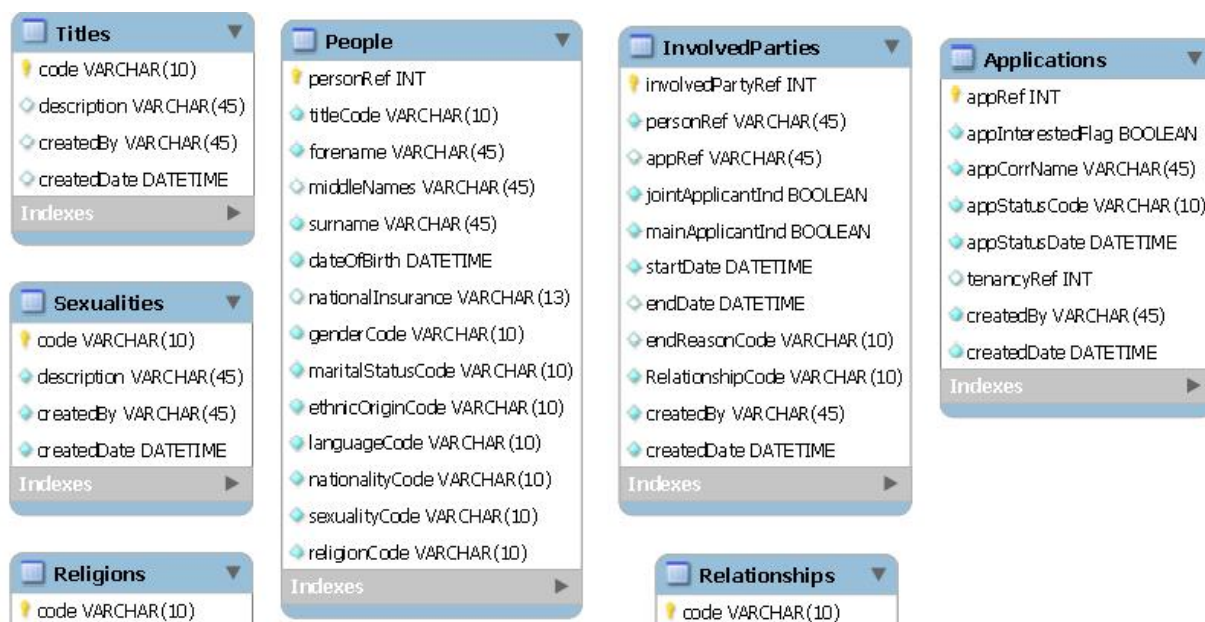 Titles
code VARCHAR(10)
description VARCHAR(45)
createdBy VARCHAR(45)
createdDate DATETIME
Indexes
Sexualities
code VARCHAR(10)
description VARCHAR(45)
createdBy VARCHAR(45)
createdDate DATETIME
Indexes
Religions
code VARCHAR(10)
People
personRef INT
titleCode VARCHAR(10)
forename VARCHAR(45)
middleNames VARCHAR(45)
surname VARCHAR(45)
dateOfBirth DATETIME
nationalInsurance VARCHAR(13)
genderCode VARCHAR(10)
maritalStatusCode VARCHAR(10)
ethnicOriginCode VARCHAR(10)
languageCode VARCHAR(10)
nationalityCode VARCHAR(10)
sexualityCode VARCHAR(10)
religionCode VARCHAR(10)
Indexes
InvolvedParties
involvedPartyRef INT
personRef VARCHAR(45)
appRef VARCHAR(45)
jointApplicantInd BOOLEAN
mainApplicantInd BOOLEAN
startDate DATETIME
endDate DATETIME
endReasonCode VARCHAR(10)
RelationshipCode VARCHAR(10)
createdBy VARCHAR(45)
createdDate DATETIME
Indexes
Relationships
code VARCHAR(10)
Applications
appRef INT
appInterestedFlag BOOLEAN
appCorrName VARCHAR(45)
appStatusCode VARCHAR(10)
appStatusDate DATETIME
tenancyRef INT
createdBy VARCHAR(45)
createdDate DATETIME
Indexes